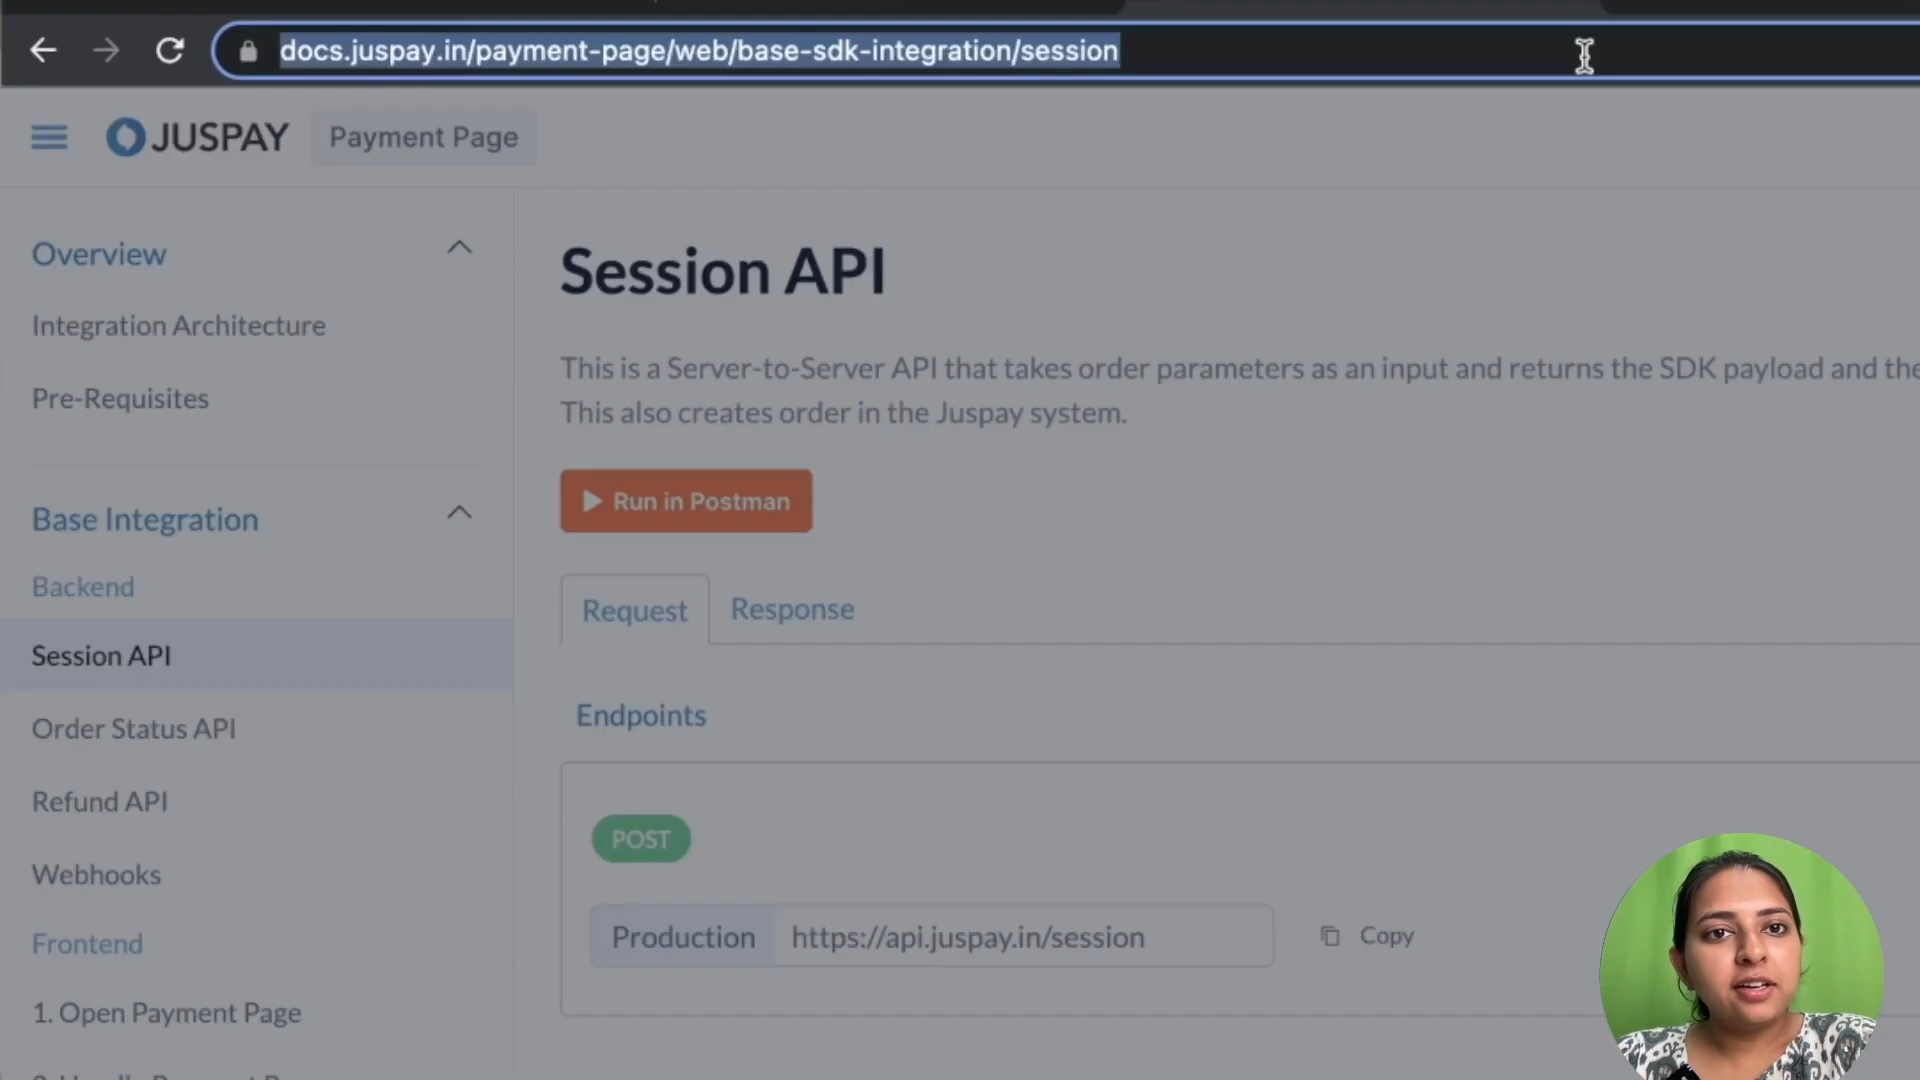 docs.juspay.in/payment-page/web/base-sdk-integration/session
JUSPAY
Payment Page
Overview
Integration Architecture
Pre-Requisites
Base Integration
Backend
Session API
Order Status API
Refund API
Webhooks
Frontend
1. Open Payment Page
Session API
This is a Server-to-Server API that takes order parameters as an input and returns the SDK payload and the
This also creates order in the Juspay system.
Run in Postman
Request
Response
Endpoints
POST
Production
https://api.juspay.in/session
Copy